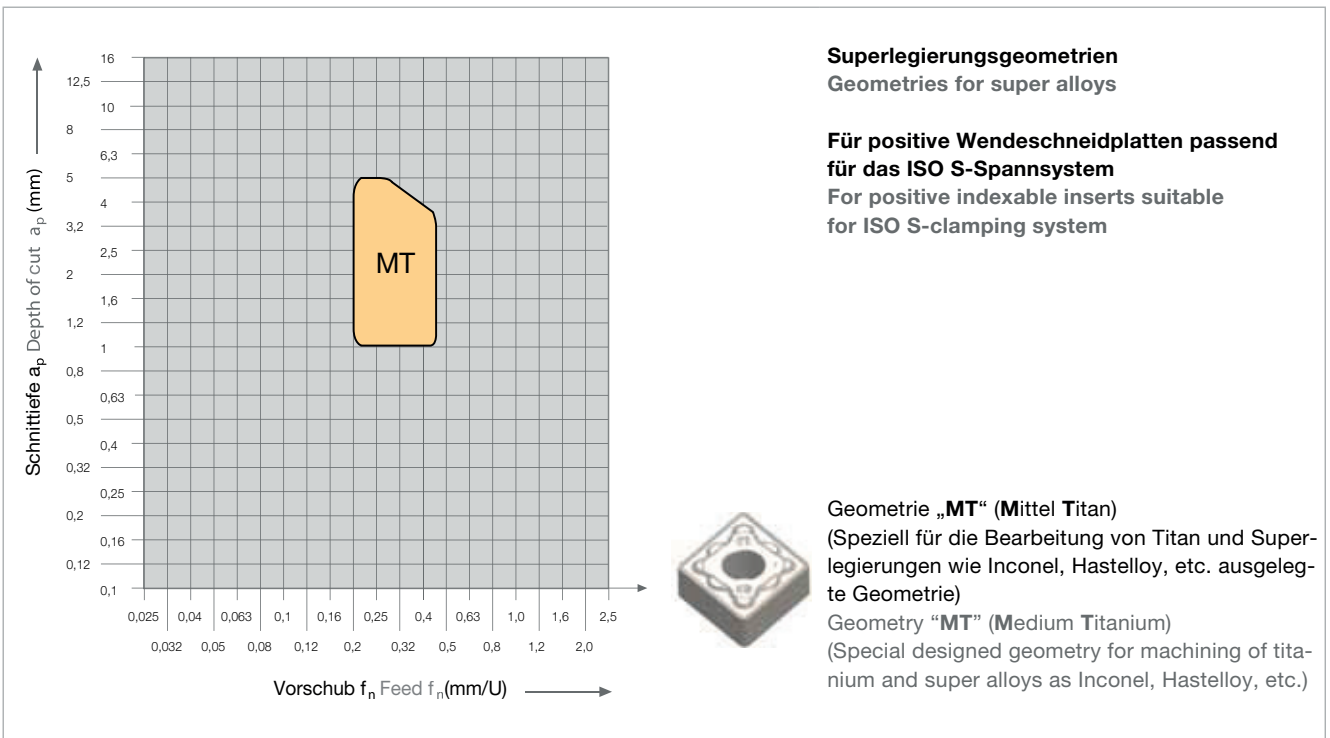 16
12,5
10
8
6,3
5
4
3,2
2,5
2
1,6
1,2
1
0,8
0,63
0,5
0,4
0,32
0,25
0,2
0,16
0,12
0,1
Schnittiefe ap Depth of cut ap (mm)
MT
0,025 0,04 0,063 0,1 0,16 0,25 0,4 0,63 1,0 1,6 2,5
0,032 0,05 0,08 0,12 0,2 0,32 0,5 0,8 1,2 2,0
Vorschub fn Feed fn(mm/U)
Superlegierungsgeometrien
Geometries for super alloys
Für positive Wendeschneidplatten passend
für das ISO S-Spannsystem
For positive indexable inserts suitable
for ISO S-clamping system
Geometrie „MT“ (Mittel Titan)
(Speziell für die Bearbeitung von Titan und Super-
legierungen wie Inconel, Hastelloy, etc. ausgeleg-
te Geometrie)
Geometry “MT” (Medium Titanium)
(Special designed geometry for machining of tita-
nium and super alloys as Inconel, Hastelloy, etc.)